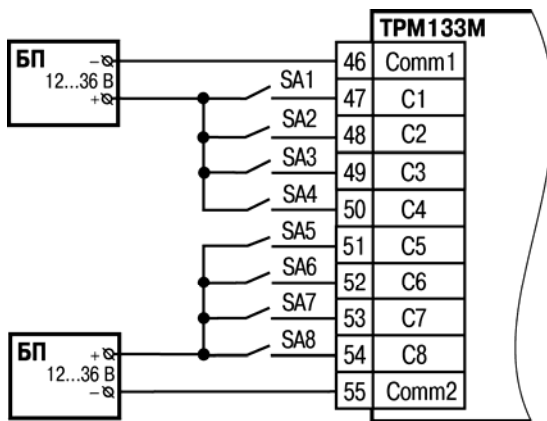 ТРМ133М
БП
–
12...36 В
+
46 Comm1
SA1
47 C1
SA2
48 C2
SA3
49 C3
SA4
50 C4
SA5
51 C5
SA6
52 C6
SA7
53 C7
SA8
54 C8
БП
+
12...36 В
–
55 Comm2